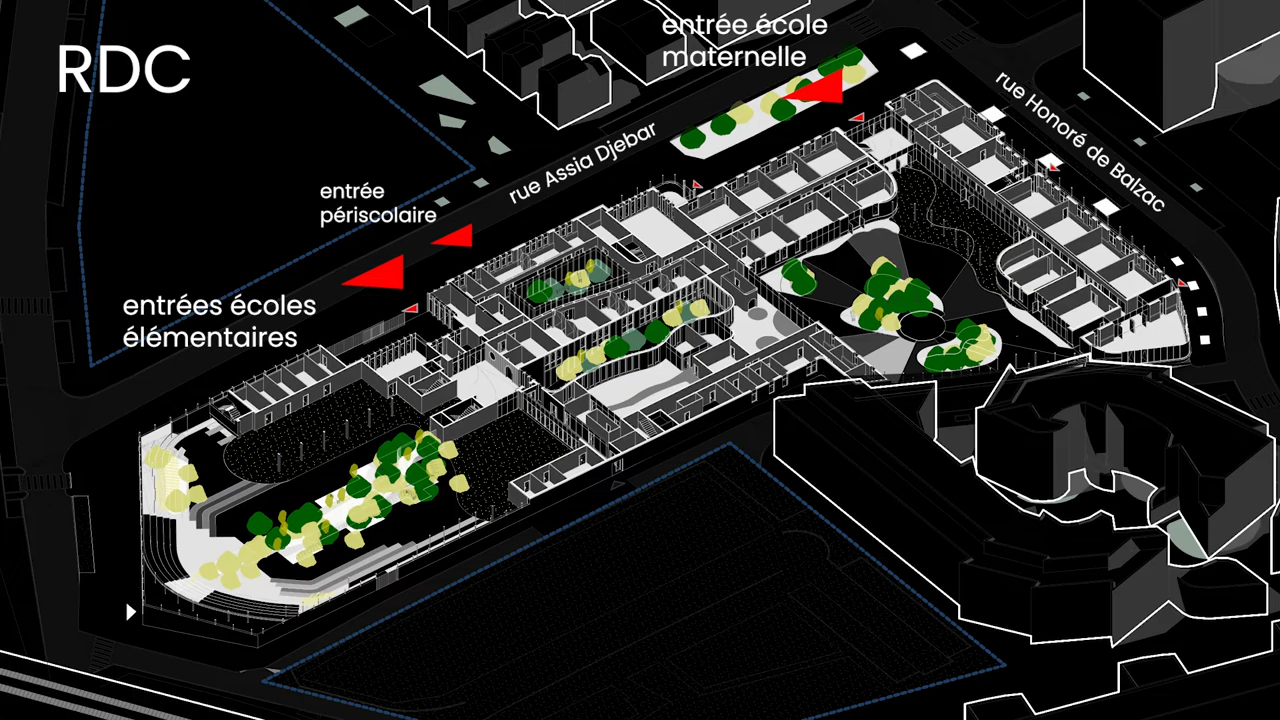 RDC
entrée école
maternelle
rue Honoré de Balzac
rue Assia Djebar
entrée
périscolaire
entrées écoles
élémentaires